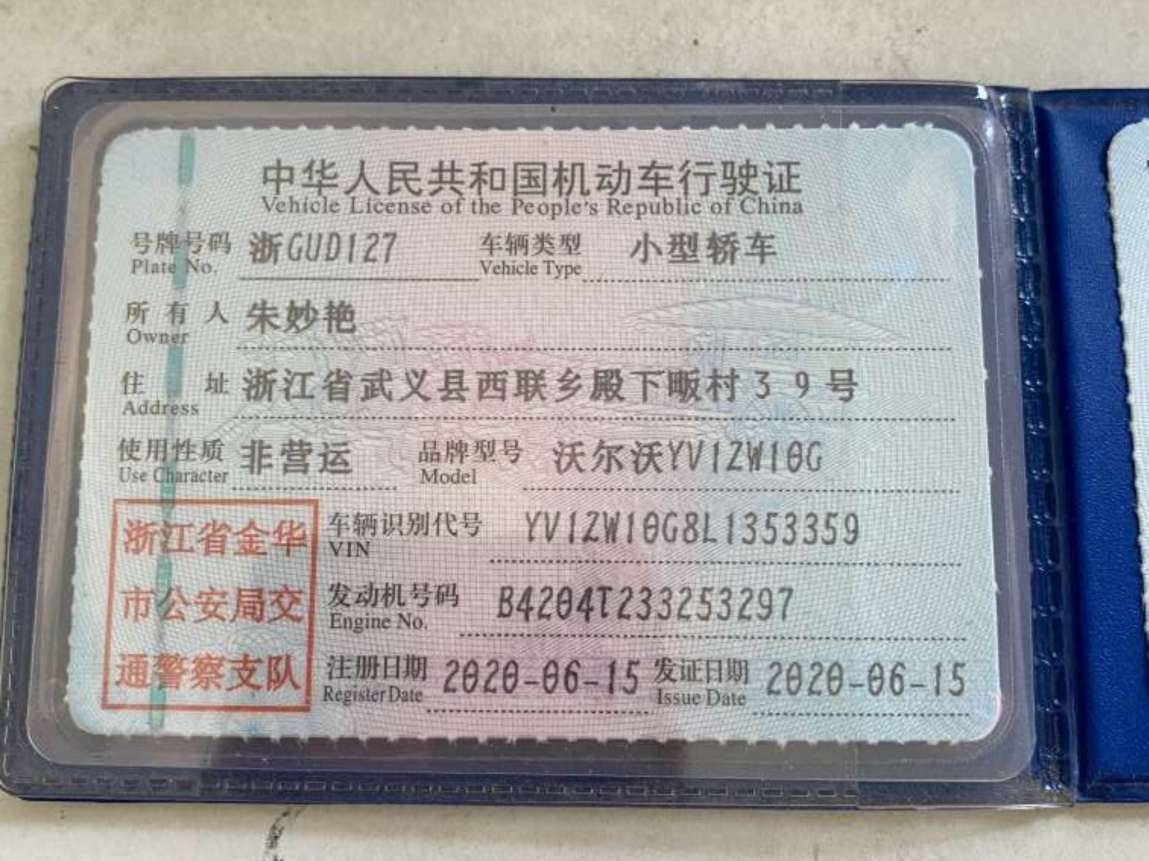 中华人民共和国机动车行驶证
Vehicle License of the People's Republic of China
号牌号码 浙GUD127 车辆类型 小型轿车
Plate No. Vehicle Type
所有人 朱妙艳
Owner
住址 浙江省武义县西联乡殿下畈村39号
Address
使用性质 非营运 品牌型号 沃尔沃YV1ZW10G
Use Character Model
浙江省金华
市公安局交
通警察支队
车辆识别代号 YV1ZW10G8L1353359
VIN
发动机号码 B4204T233253297
Engine No.
注册日期 2020-06-15 发证日期 2020-06-15
Register Date Issue Date